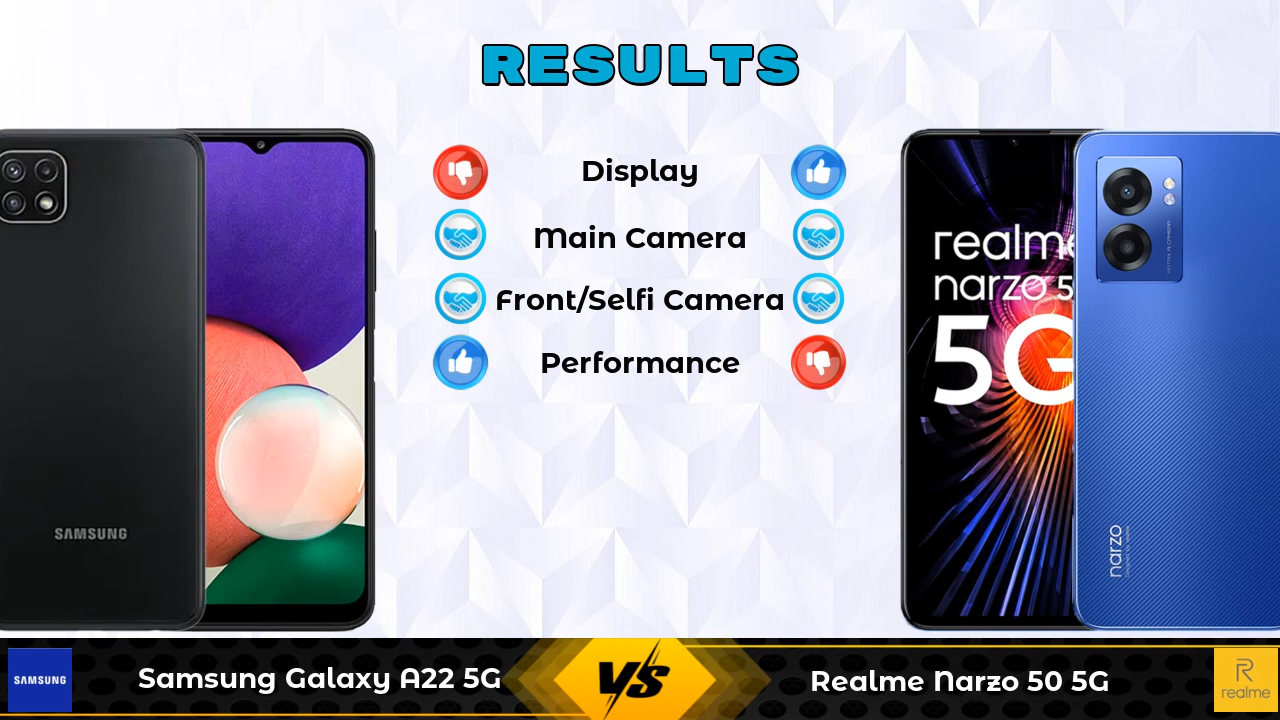 RESULTS
Display
Main Camera
Front/Selfi Camera
Performance
SAMSUNG
realme
narzo 5
5G
narzo
SAMSUNG
Samsung Galaxy A22 5G
VS
Realme Narzo 50 5G
R
realme